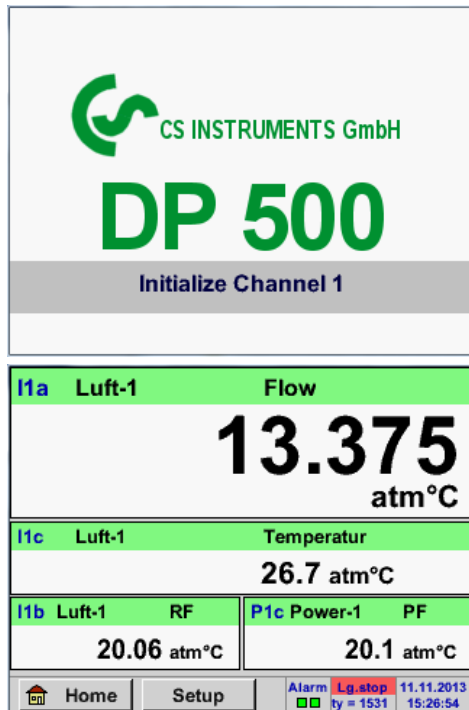 CS INSTRUMENTS GmbH
DP 500
Initialize Channel 1
I1a Luft-1 Flow
13.375
atm°C
I1c Luft-1 Temperatur
26.7 atm°C
I1b Luft-1 RF P1c Power-1 PF
20.06 atm°C 20.1 atm°C
Home Setup Alarm Lg.stop 11.11.2013
ty = 1531 15:26:54